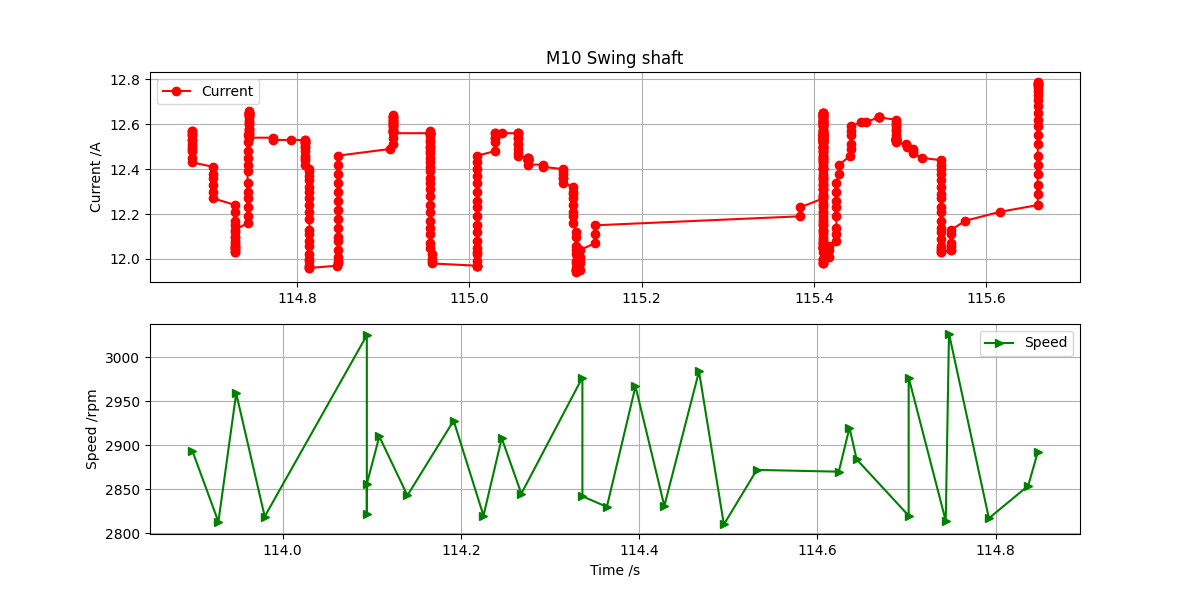 M10 Swing shaft
Current /A
12.8
12.6
12.4
12.2
12.0
Current
114.8 115.0 115.2 115.4 115.6
Speed /rpm
3000
2950
2900
2850
2800
Speed
114.0 114.2 114.4 114.6 114.8
Time /s